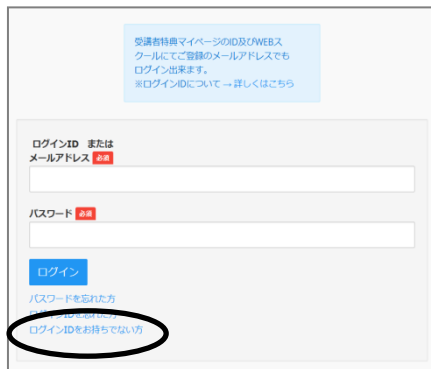 受講者特典マイページのID及びWEBス
クールにてご登録のメールアドレスでも
ログイン出来ます。
※ログインIDについて→詳しくはこちら
ログインID または
メールアドレス 必須
パスワード 必須
ログイン
パスワードを忘れた方
ログインIDを忘れた方
ログインIDをお持ちでない方